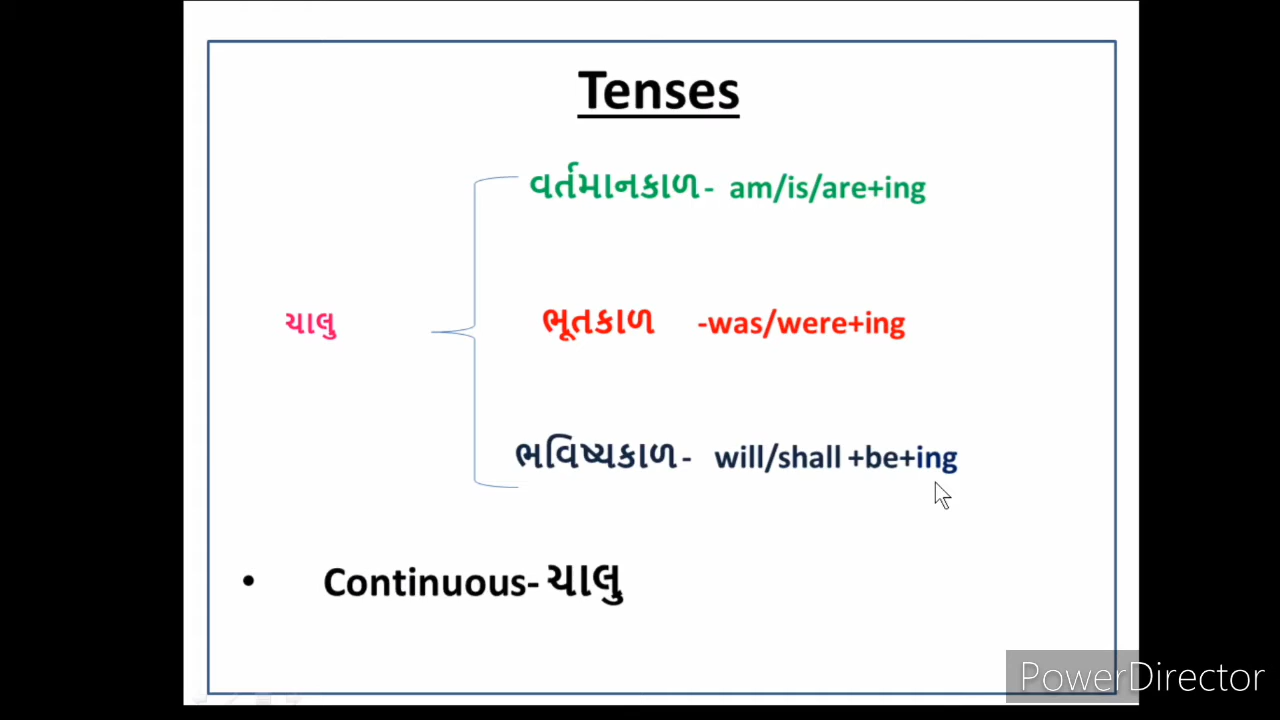 Tenses
વર્તમાનકાળ - am/is/are+ing
ચાલુ
ભૂતકાળ -was/were+ing
ભવિષ્યકાળ - will/shall +be+ing
• Continuous- ચાલુ
PowerDirector